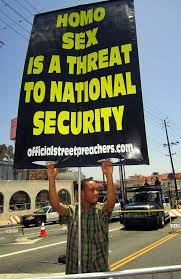 HOMO
SEX
IS A THREAT
TO NATIONAL
SECURITY
officialstreetpreachers.com